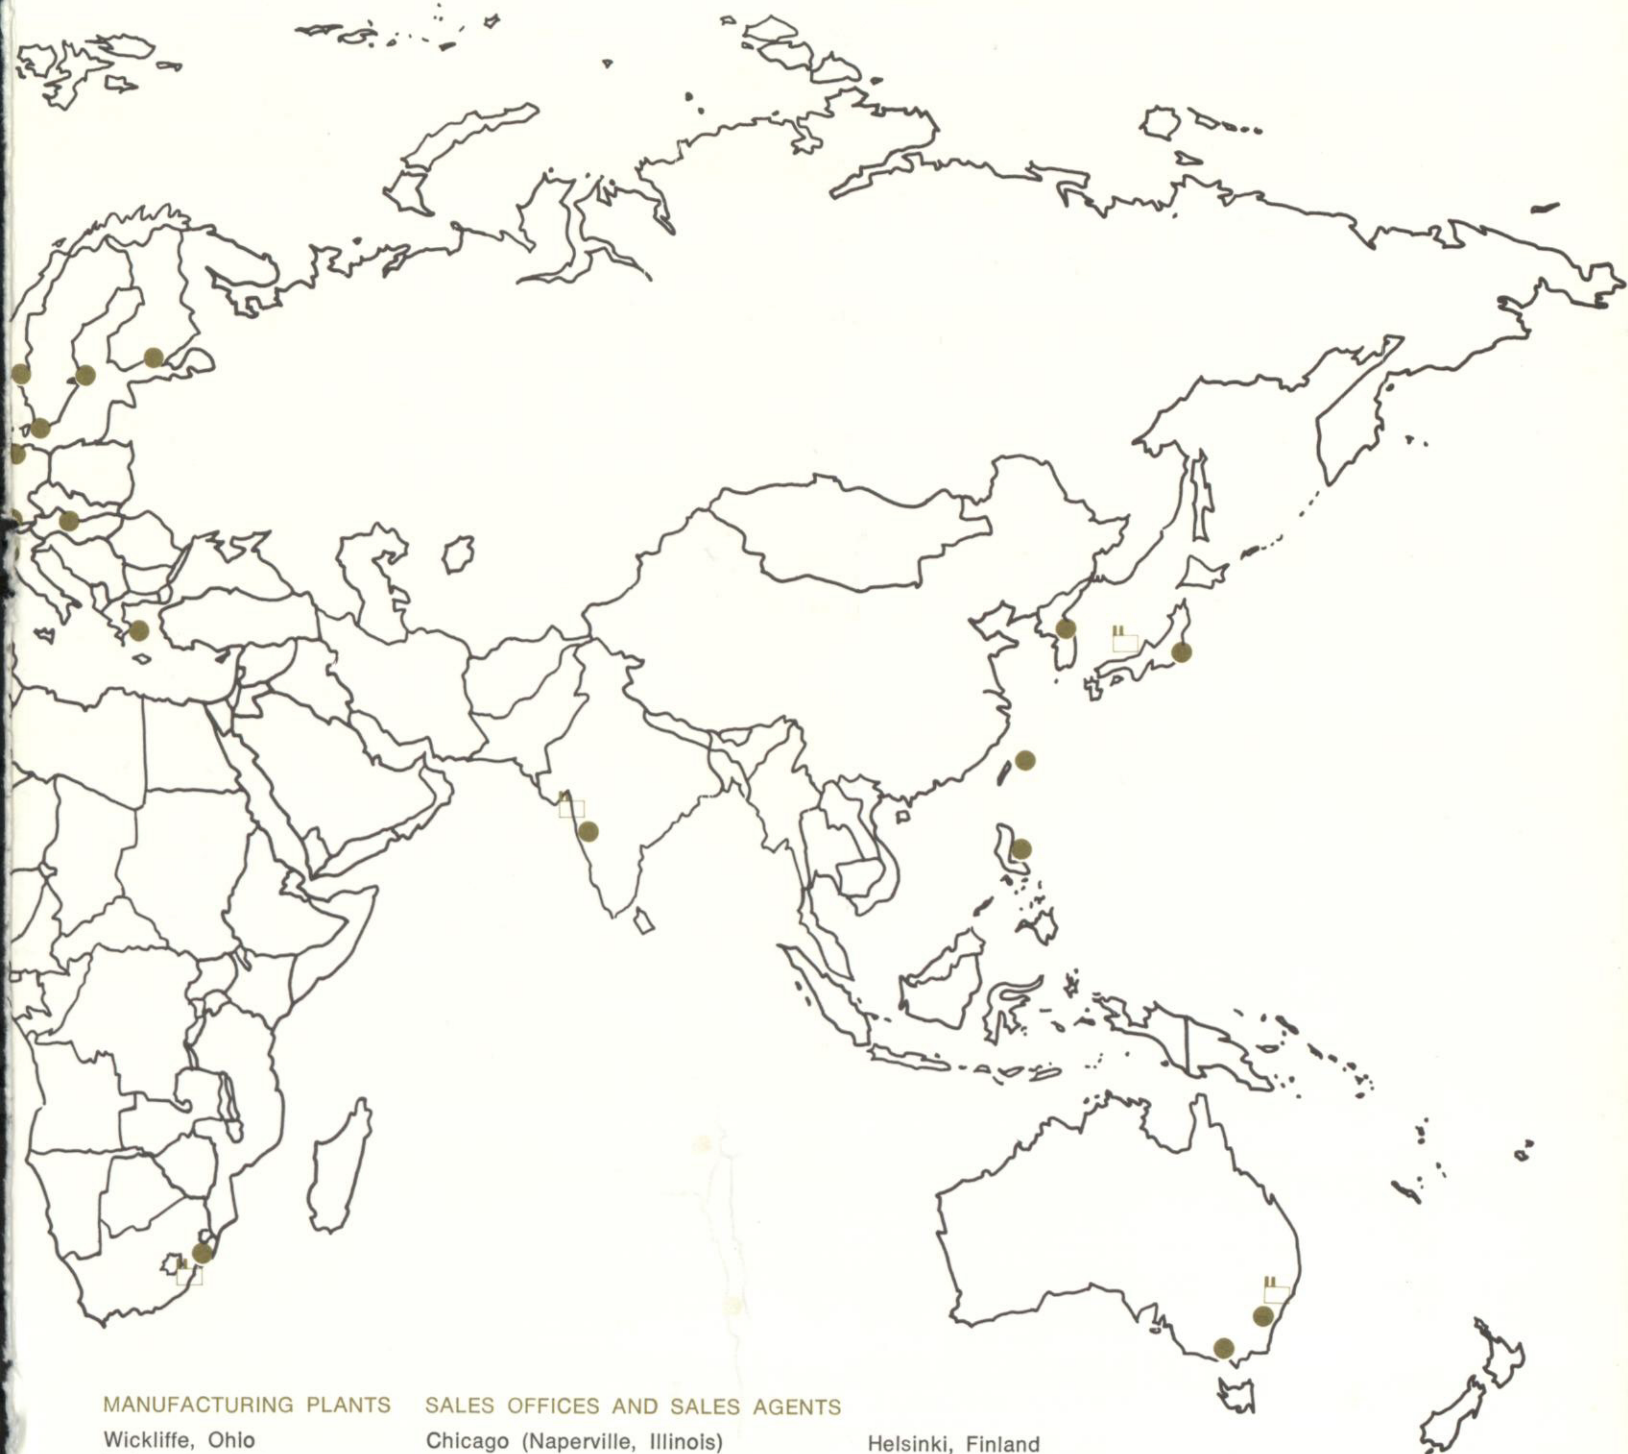 MANUFACTURING PLANTS SALES OFFICES AND SALES AGENTS
Wickliffe, Ohio Chicago (Naperville, Illinois) Helsinki, Finland